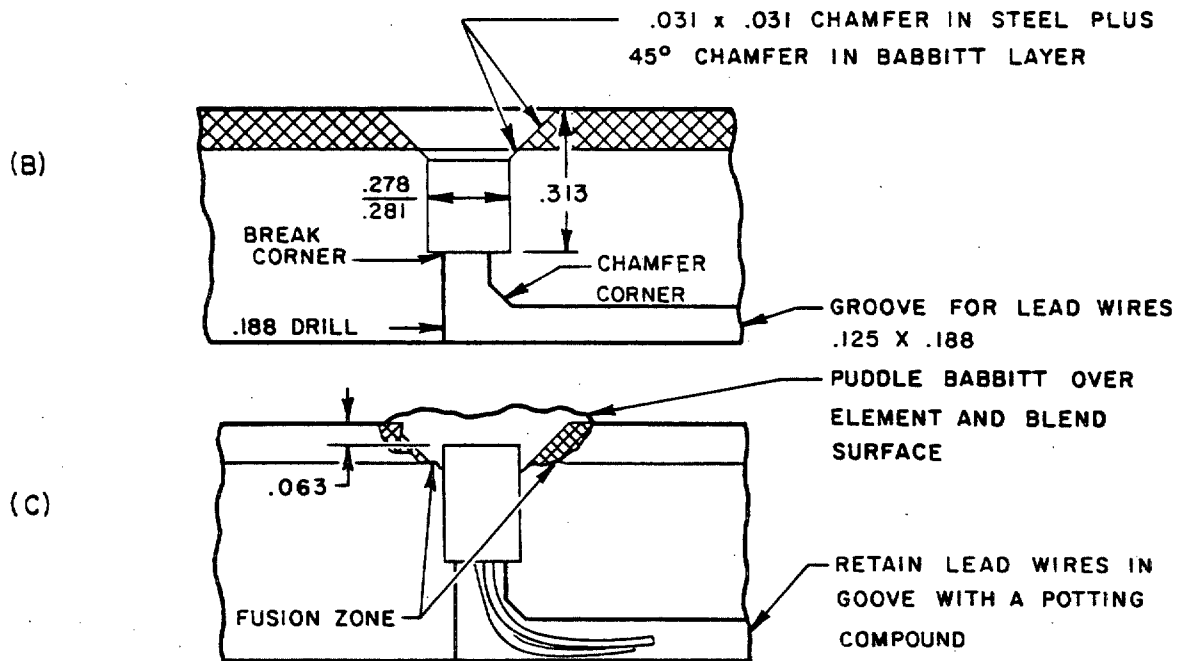 .031 x .031 CHAMFER IN STEEL PLUS
45° CHAMFER IN BABBITT LAYER
(B)
.278
.281
.313
BREAK
CORNER
CHAMFER
CORNER
.188 DRILL
GROOVE FOR LEAD WIRES
.125 X .188
PUDDLE BABBITT OVER
ELEMENT AND BLEND
SURFACE
(C)
.063
FUSION ZONE
RETAIN LEAD WIRES IN
GOOVE WITH A POTTING
COMPOUND